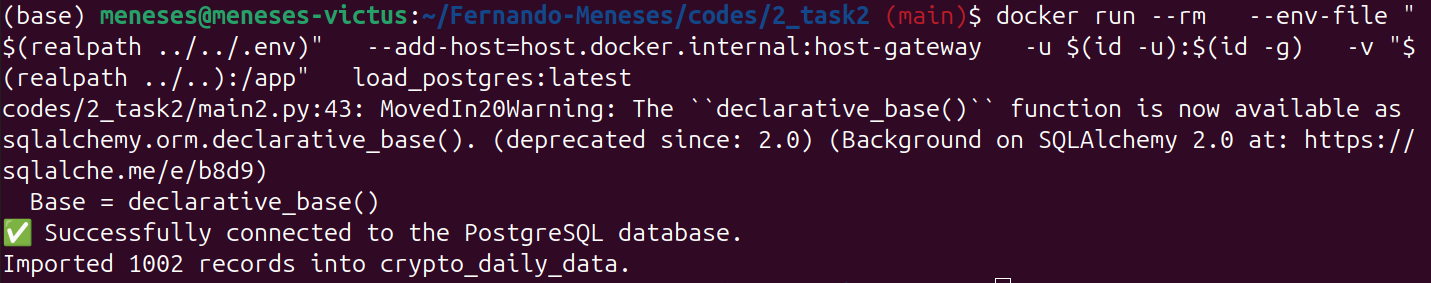 (base) meneses@meneses-victus:~/Fernando-Meneses/codes/2_task2 (main)$ docker run --rm   --env-file "
$(realpath ../../.env)"   --add-host=host.docker.internal:host-gateway   -u $(id -u):$(id -g)   -v "$
(realpath ../..):/app"   load_postgres:latest
codes/2_task2/main2.py:43: MovedIn20Warning: The ``declarative_base()`` function is now available as
sqlalchemy.orm.declarative_base(). (deprecated since: 2.0) (Background on SQLAlchemy 2.0 at: https://
sqlalche.me/e/b8d9)
  Base = declarative_base()
✅ Successfully connected to the PostgreSQL database.
Imported 1002 records into crypto_daily_data.